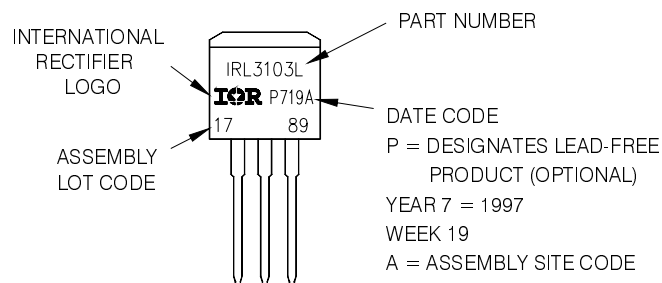 INTERNATIONAL
RECTIFIER
LOGO
ASSEMBLY
LOT CODE
IRL3103L
IOR P719A
17 89
PART NUMBER
DATE CODE
P = DESIGNATES LEAD-FREE
PRODUCT (OPTIONAL)
YEAR 7 = 1997
WEEK 19
A = ASSEMBLY SITE CODE